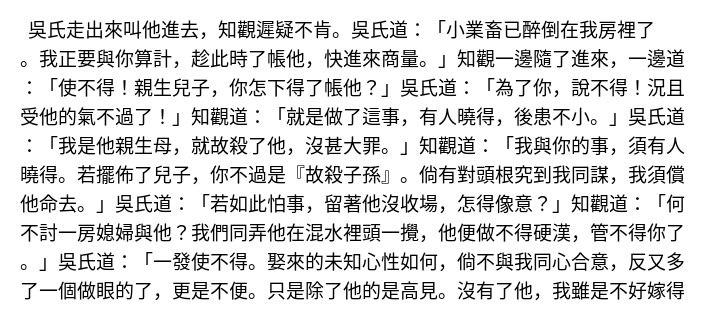 吳氏走出來叫他進去，知觀遲疑不肯。吳氏道：「小業畜已醉倒在我房裡了
。我正要與你算計，趁此時了帳他，快進來商量。」知觀一邊隨了進來，一邊道
：「使不得！親生兒子，你怎下得了帳他？」吳氏道：「為了你，說不得！況且
受他的氣不過了！」知觀道：「就是做了這事，有人曉得，後患不小。」吳氏道
：「我是他親生母，就故殺了他，沒甚大罪。」知觀道：「我與你的事，須有人
曉得。若擺佈了兒子，你不過是『故殺子孫』。倘有對頭根究到我同謀，我須償
他命去。」吳氏道：「若如此怕事，留著他沒收場，怎得像意？」知觀道：「何
不討一房媳婦與他？我們同弄他在混水裡頭一攪，他便做不得硬漢，管不得你了
。」吳氏道：「一發使不得。娶來的未知心性如何，倘不與我同心合意，反又多
了一個做眼的了，更是不便。只是除了他的是高見。沒有了他，我雖是不好嫁得